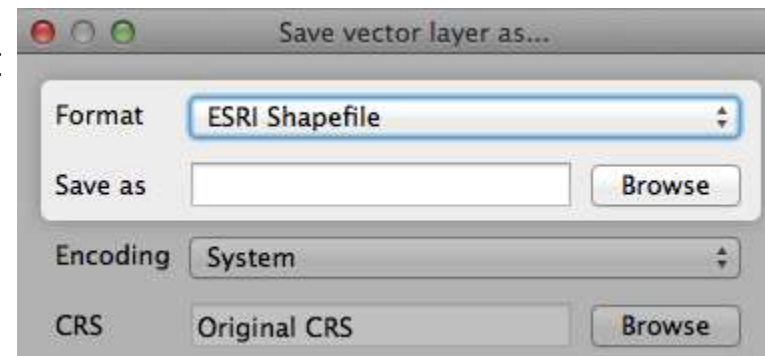 Save vector layer as...
Format ESRI Shapefile
Save as Browse
Encoding System
CRS Original CRS Browse